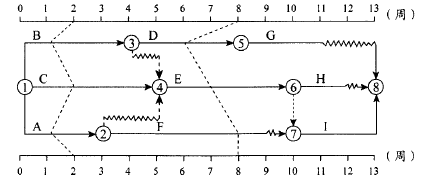 0 1 2 3 4 5 6 7 8 9 10 11 12 13 （周）
B ③ D ⑤ G
① C ④ E ⑥ H ⑧
A ② F ⑦ I
0 1 2 3 4 5 6 7 8 9 10 11 12 13 （周）